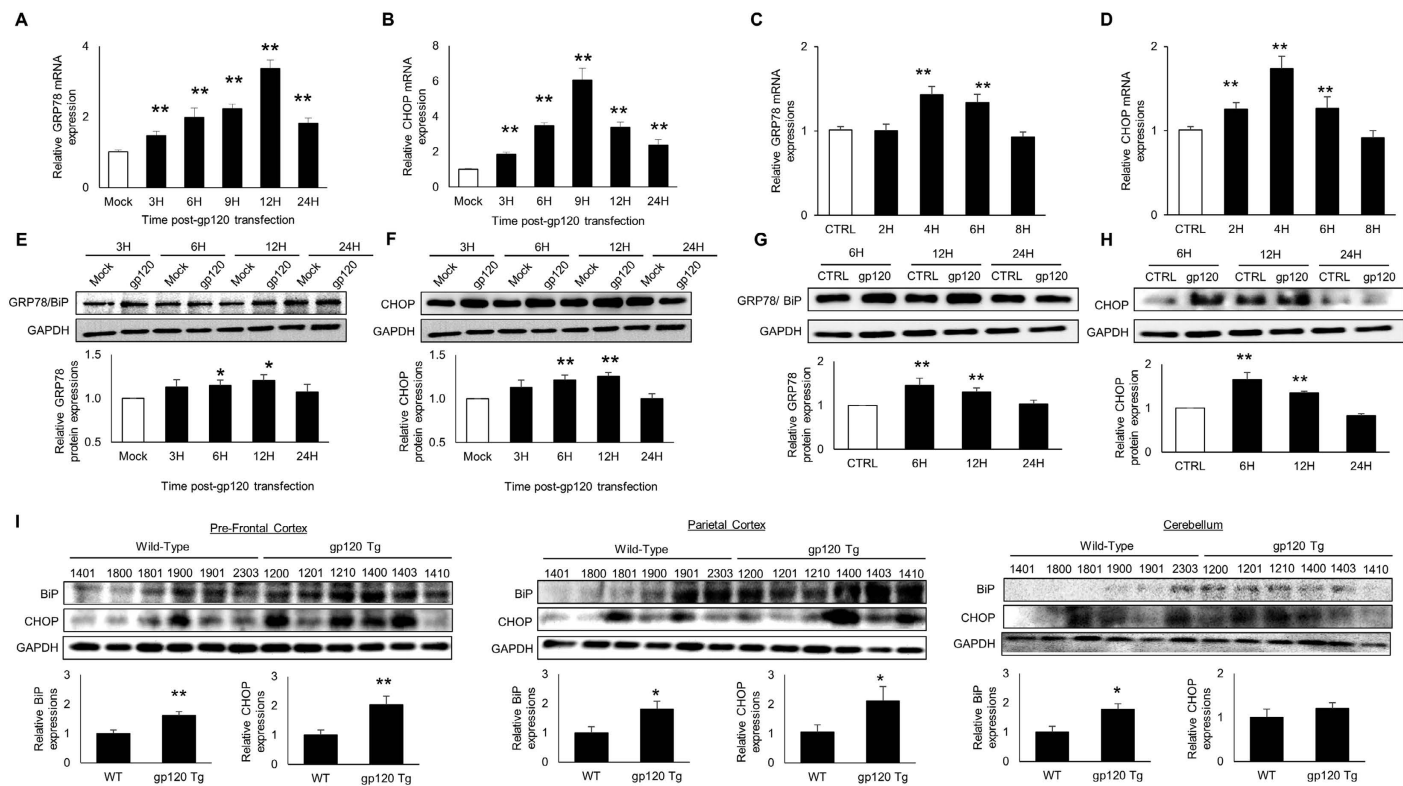 A
Relative GRP78 mRNA
expression
4
2
0
**
**
**
**
**
Mock
3H
6H
9H
12H
24H
Time post-gp120 transfection
B
Relative CHOP mRNA
expression
8
6
4
2
0
**
**
**
**
**
Mock
3H
6H
9H
12H
24H
Time post-gp120 transfection
C
Relative GRP78 mRNA
expressions
2
1
0
**
**
CTRL
2H
4H
6H
8H
D
Relative CHOP mRNA
expressions
2
1
0
**
**
**
CTRL
2H
4H
6H
8H
E
3H
6H
12H
24H
Mock
gp120
Mock
gp120
Mock
gp120
Mock
gp120
GRP78/BiP
GAPDH
Relative GRP78
protein expressions
1.5
1.0
0.5
*
*
Mock
3H
6H
12H
24H
Time post-gp120 transfection
F
3H
6H
12H
24H
Mock
gp120
Mock
gp120
Mock
gp120
Mock
gp120
CHOP
GAPDH
Relative CHOP
protein expressions
1.5
1.0
0.5
**
**
Mock
3H
6H
12H
24H
Time post-gp120 transfection
G
6H
12H
24H
CTRL gp120
CTRL gp120
CTRL gp120
GRP78/ BiP
GAPDH
Relative GRP78
protein expressions
2
1
0
**
**
CTRL
6H
12H
24H
H
6H
12H
24H
CTRL gp120
CTRL gp120
CTRL gp120
CHOP
GAPDH
Relative CHOP
protein expression
2
1
0
**
**
CTRL
6H
12H
24H
I
Pre-Frontal Cortex
Wild-Type
gp120 Tg
1401 1800 1801 1900 1901 2303 1200 1201 1210 1400 1403 1410
BiP
CHOP
GAPDH
Relative BiP
expressions
3
2
1
0
**
WT
gp120 Tg
Relative CHOP
expressions
3
2
1
0
**
WT
gp120 Tg
Parietal Cortex
Wild-Type
gp120 Tg
1401 1800 1801 1900 1901 2303 1200 1201 1210 1400 1403 1410
BiP
CHOP
GAPDH
Relative BiP
expressions
3
2
1
0
*
WT
gp120 Tg
Relative CHOP
expressions
3
2
1
0
*
WT
gp120 Tg
Cerebellum
Wild-Type
gp120 Tg
1401 1800 1801 1900 1901 2303 1200 1201 1210 1400 1403 1410
BiP
CHOP
GAPDH
Relative BiP
expressions
3
2
1
0
*
WT
gp120 Tg
Relative CHOP
expressions
3
2
1
0
WT
gp120 Tg